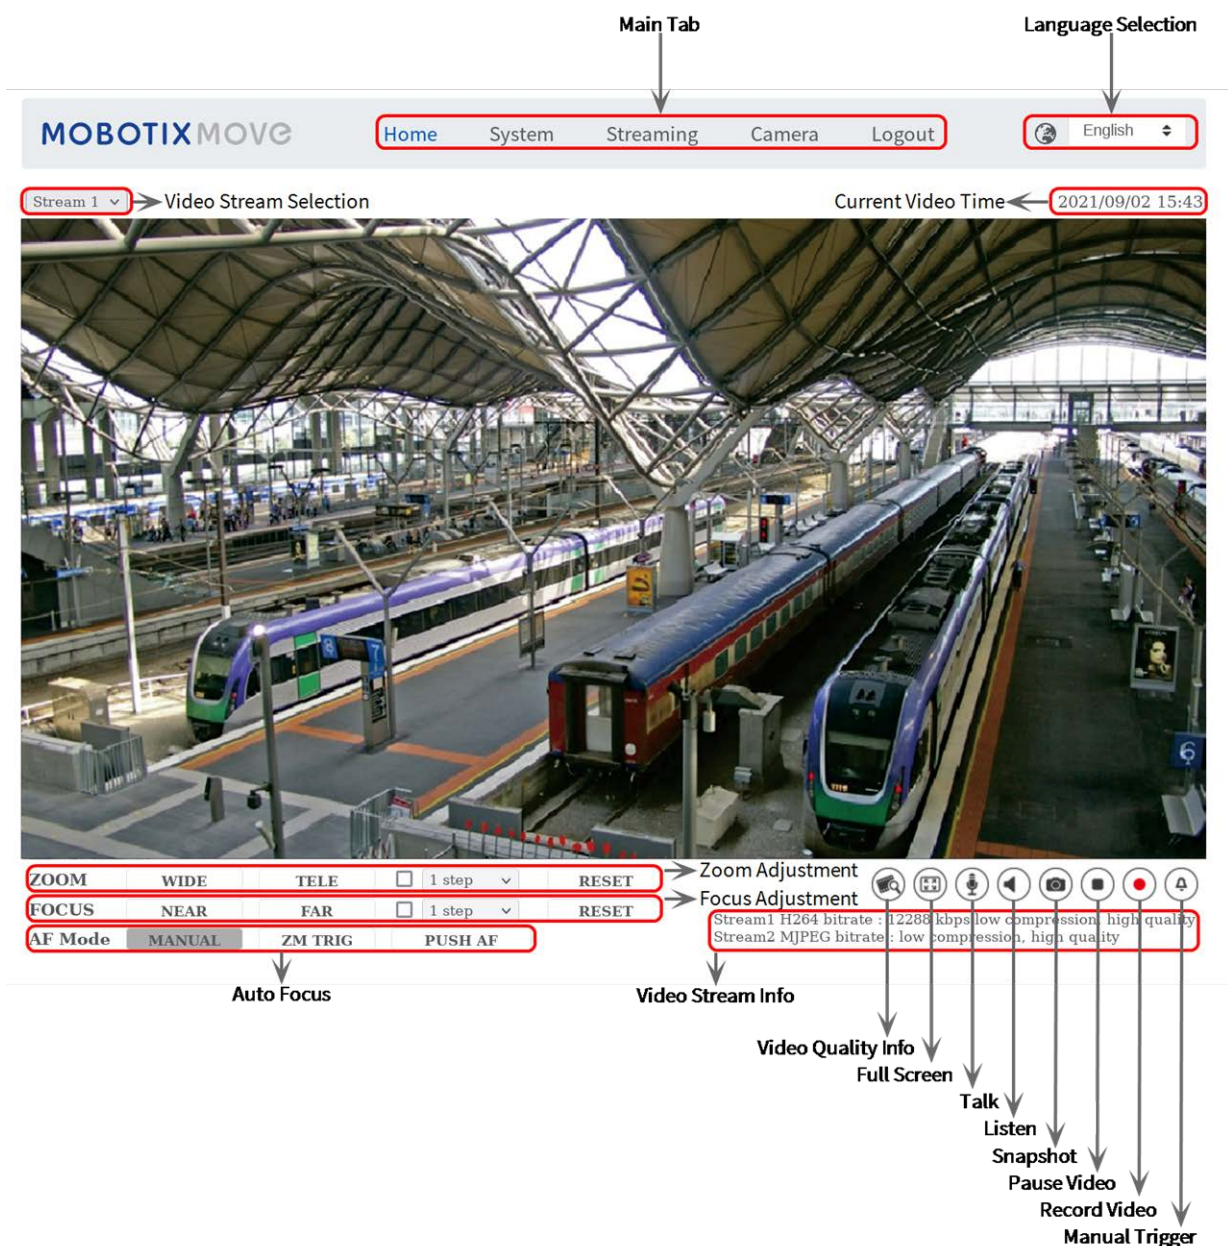 Main Tab
Language Selection
MOBOTIX MOVE
Home System Streaming Camera Logout
English
Stream 1
Video Stream Selection
Current Video Time
2021/09/02 15:43
8
7
6
ZOOM WIDE TELE 1 step RESET
Zoom Adjustment
FOCUS NEAR FAR 1 step RESET
Focus Adjustment
AF Mode MANUAL ZM TRIG PUSH AF
Stream1 H264 bitrate : 12288 kbps low compression, high quality
Stream2 MJPEG bitrate : low compression, high quality
Auto Focus
Video Stream Info
Video Quality Info
Full Screen
Talk
Listen
Snapshot
Pause Video
Record Video
Manual Trigger